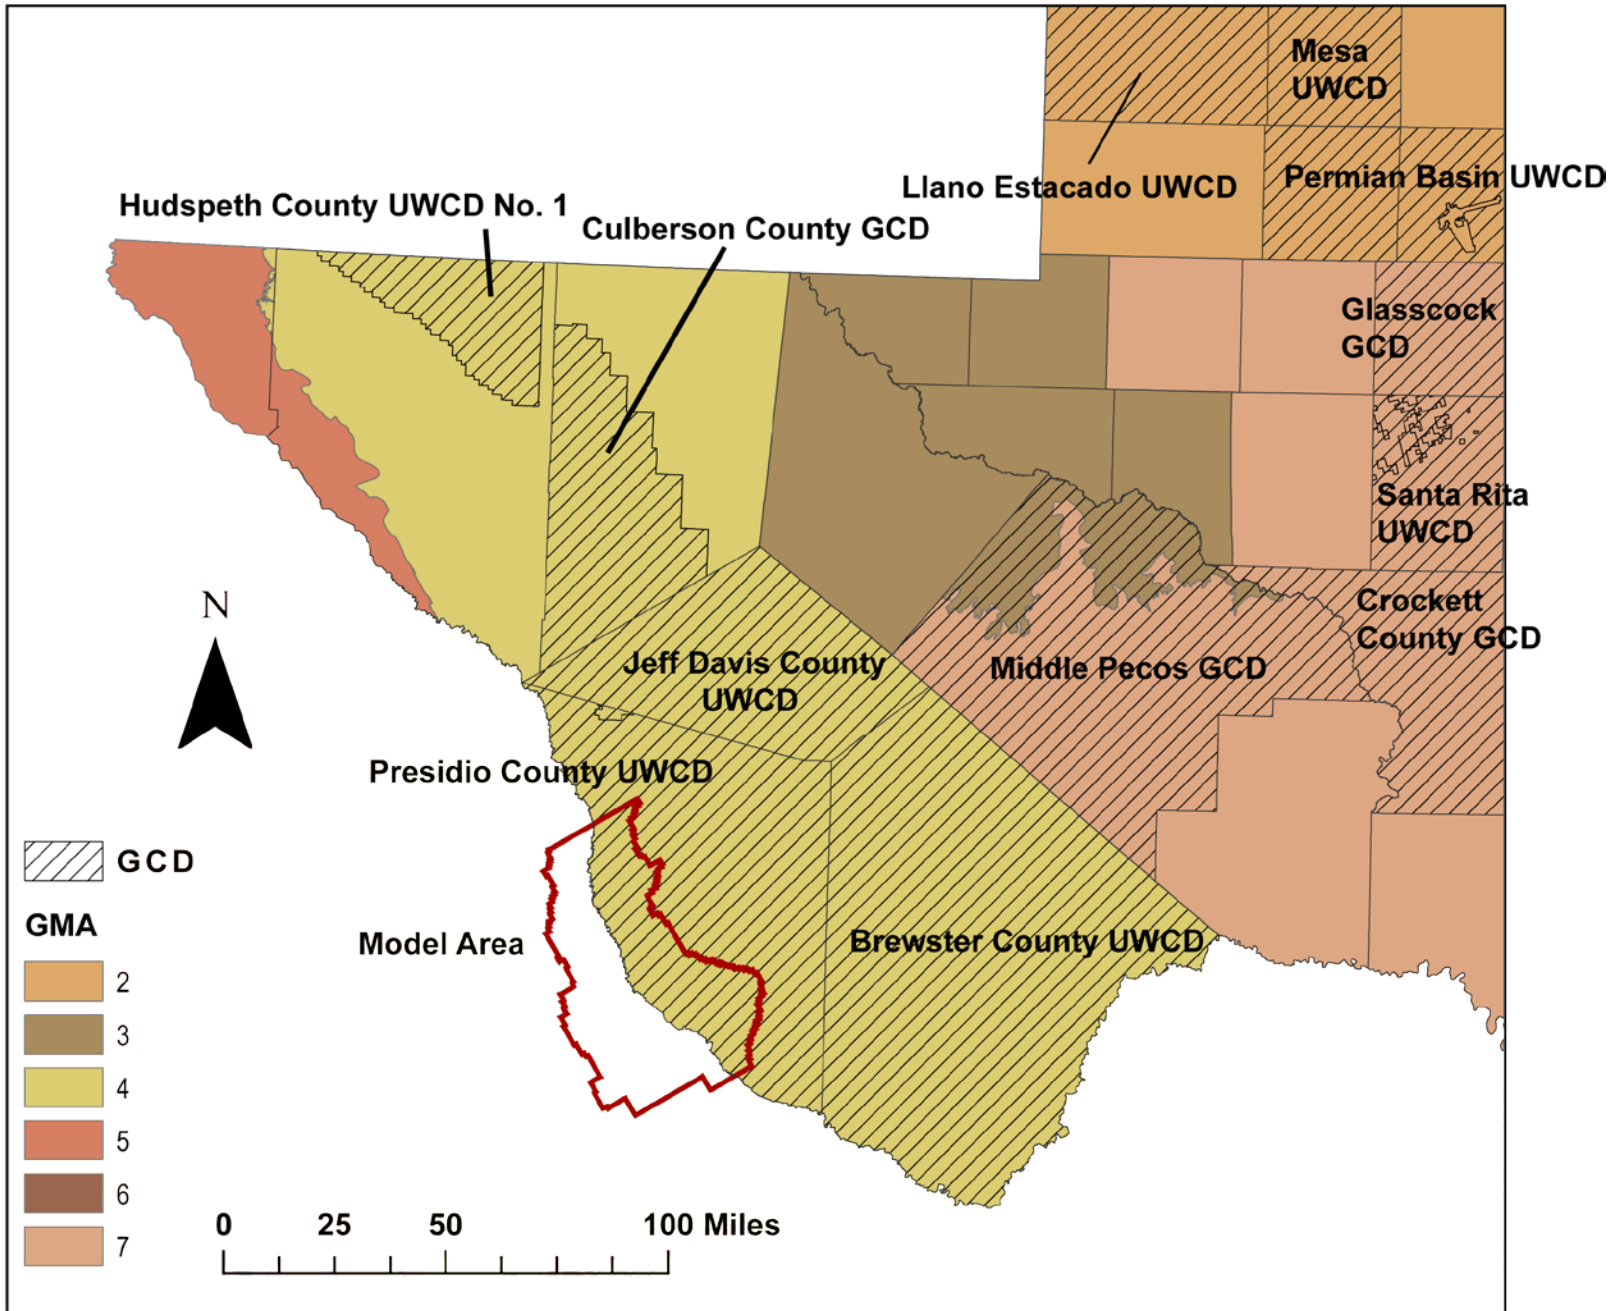 Mesa
UWCD
Llano Estacado UWCD
Permian Basin UWCD
Hudspeth County UWCD No. 1
Culberson County GCD
Glasscock
GCD
Santa Rita
UWCD
Crockett
County GCD
N
Jeff Davis County
UWCD
Middle Pecos GCD
Presidio County UWCD
GCD
GMA
Model Area
Brewster County UWCD
2
3
4
5
6
7
0 25 50 100 Miles